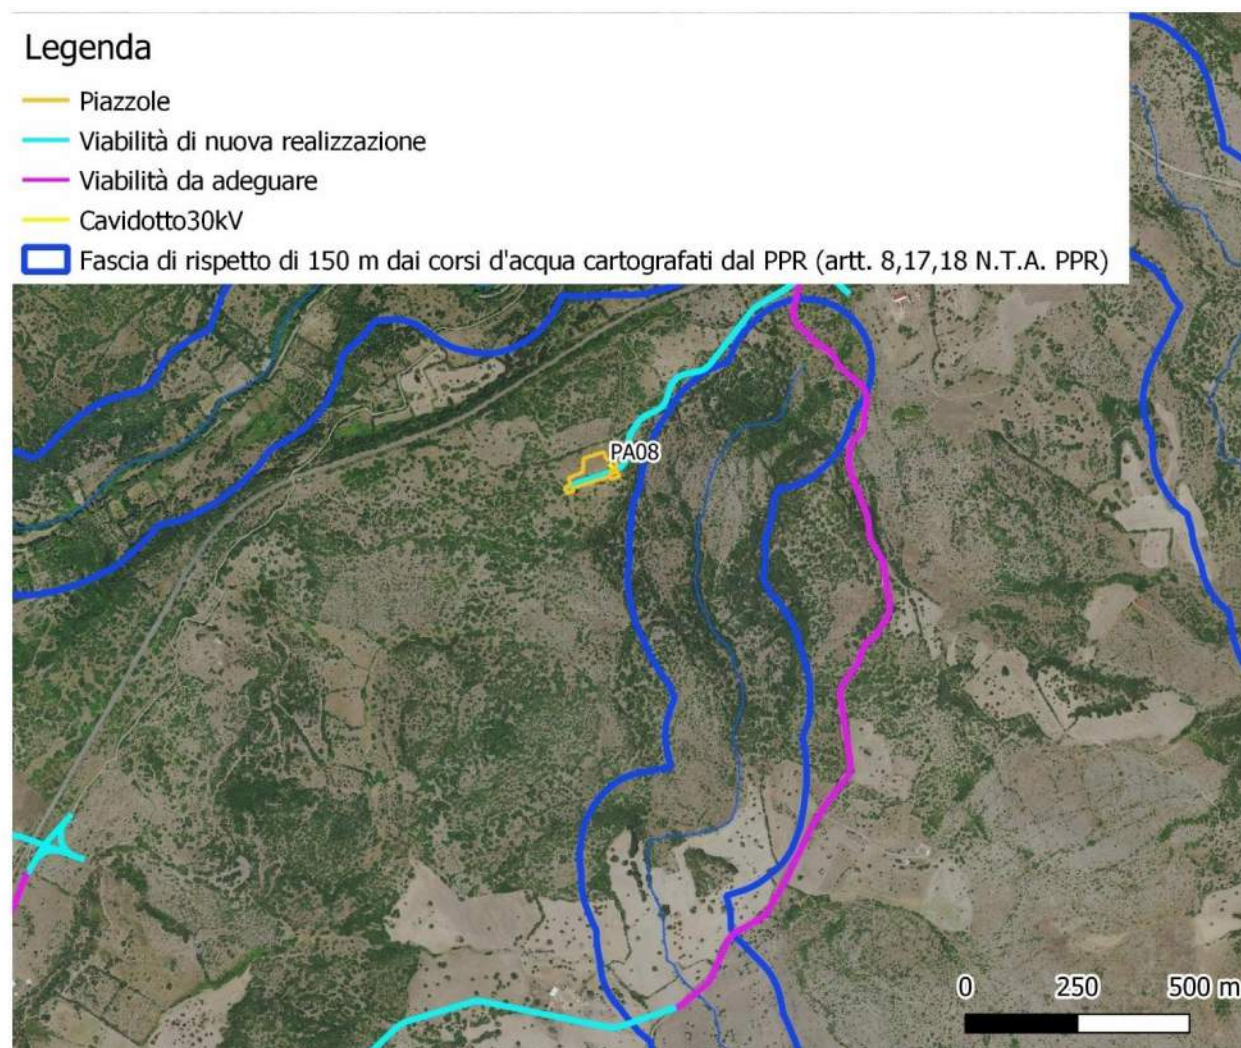 Legenda
Piazzole
Viabilità di nuova realizzazione
Viabilità da adeguare
Cavidotto30kV
Fascia di rispetto di 150 m dai corsi d'acqua cartografati dal PPR (artt. 8,17,18 N.T.A. PPR)
PA08
0 250 500 m